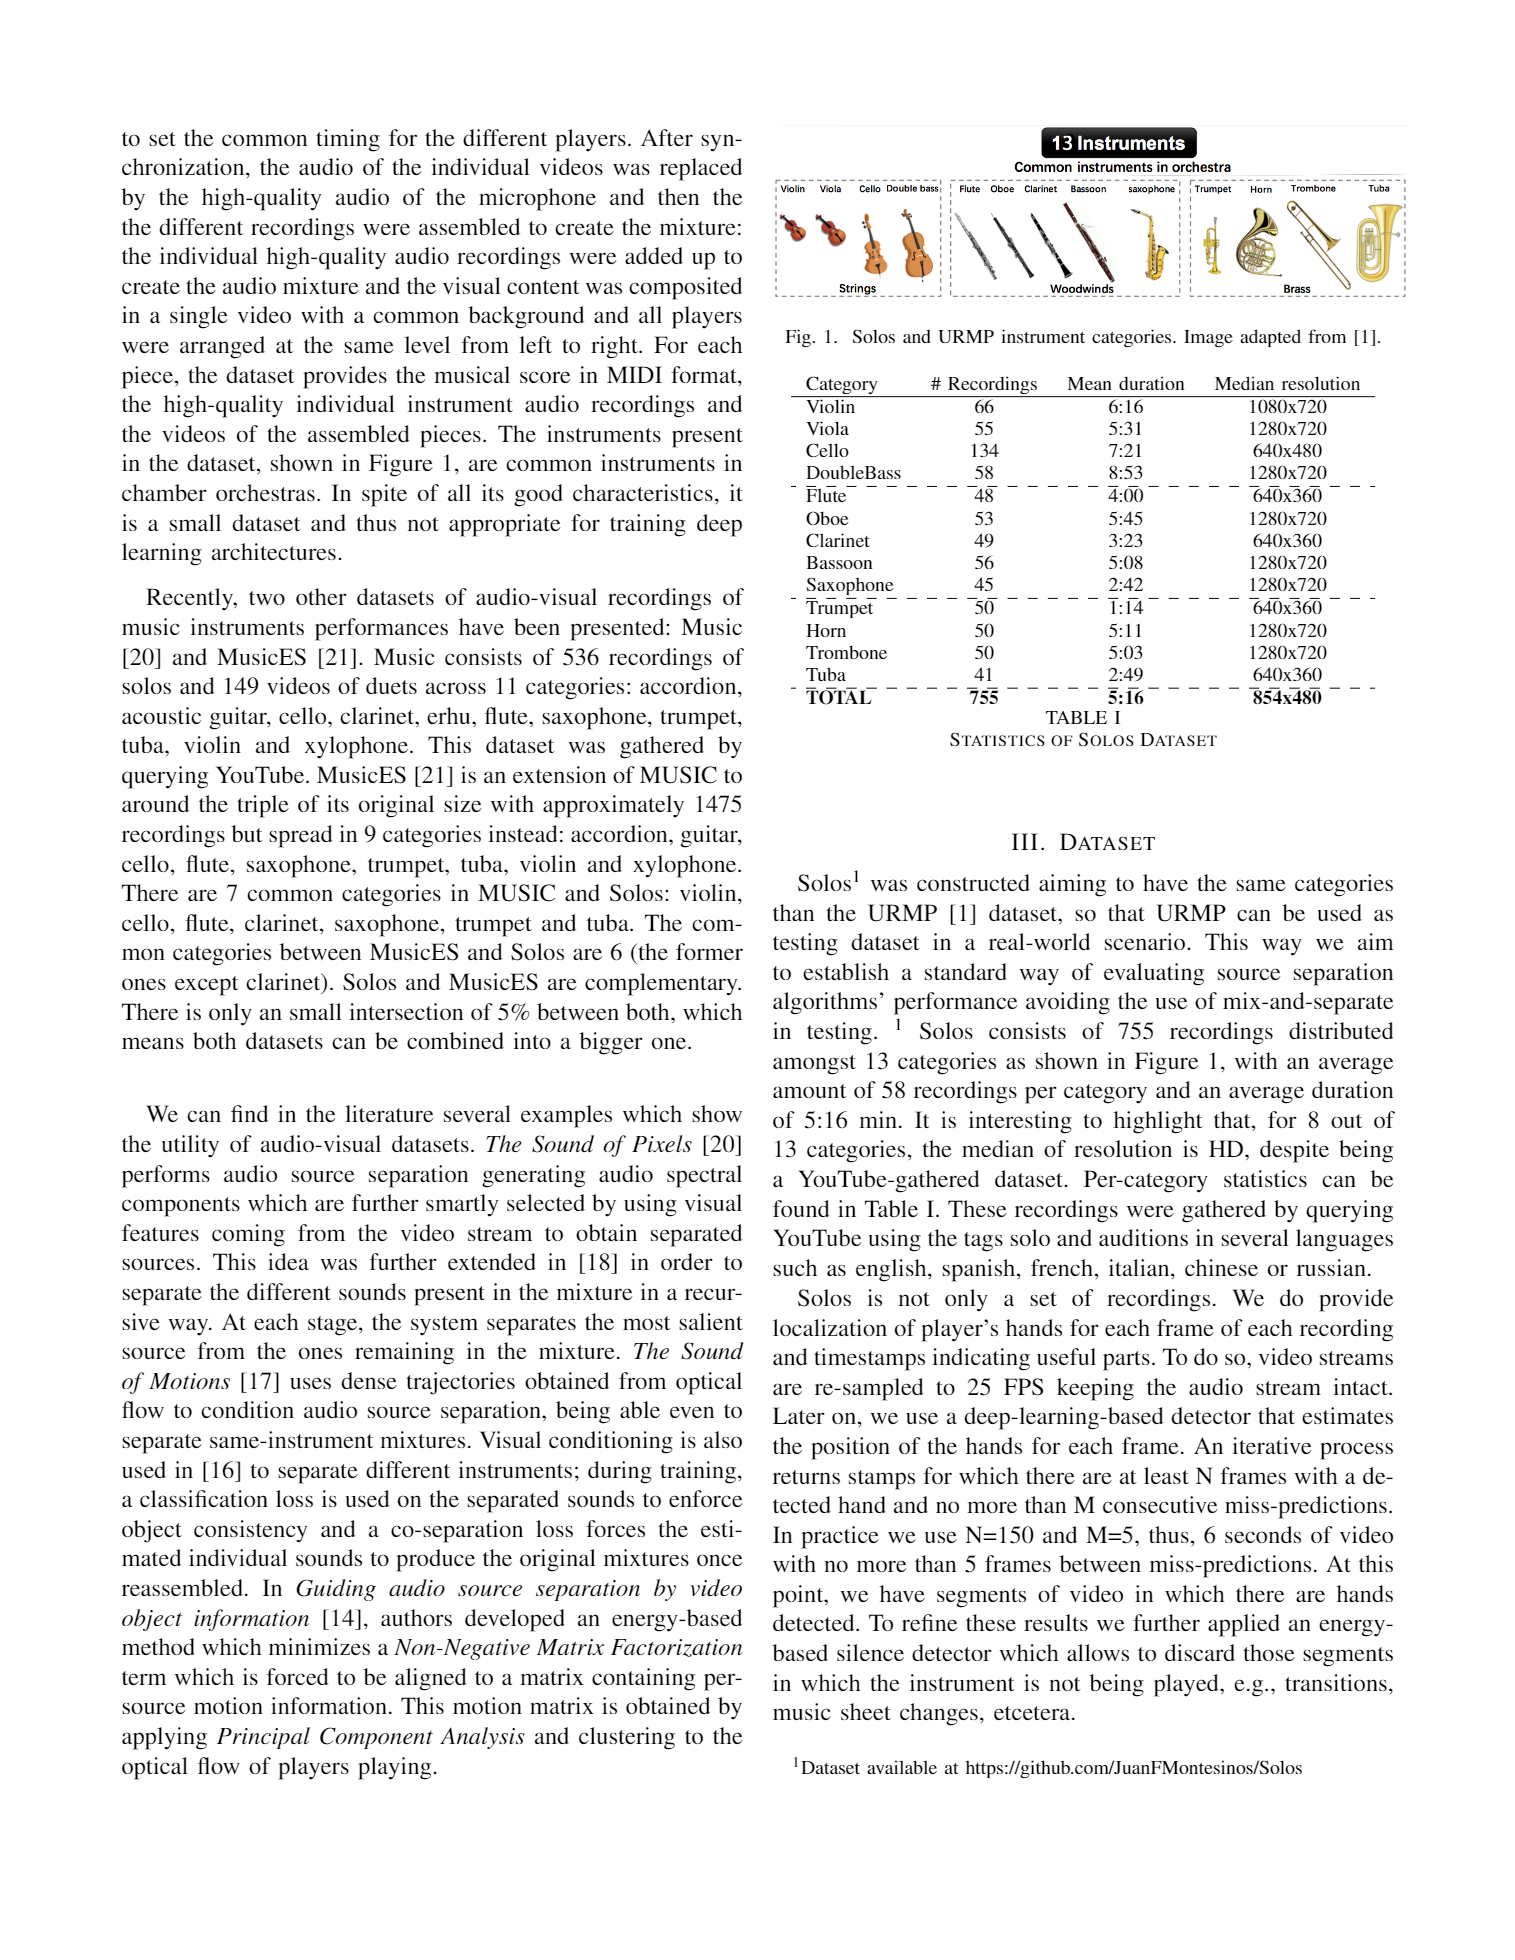 to set the common timing for the different players. After syn-
chronization, the audio of the individual videos was replaced
by the high-quality audio of the microphone and then the
the different recordings were assembled to create the mixture:
the individual high-quality audio recordings were added up to
create the audio mixture and the visual content was composited
in a single video with a common background and all players
were arranged at the same level from left to right. For each
piece, the dataset provides the musical score in MIDI format,
the high-quality individual instrument audio recordings and
the videos of the assembled pieces. The instruments present
in the dataset, shown in Figure 1, are common instruments in
chamber orchestras. In spite of all its good characteristics, it
is a small dataset and thus not appropriate for training deep
learning architectures.
Recently, two other datasets of audio-visual recordings of
music instruments performances have been presented: Music
[20] and MusicES [21]. Music consists of 536 recordings of
solos and 149 videos of duets across 11 categories: accordion,
acoustic guitar, cello, clarinet, erhu, flute, saxophone, trumpet,
tuba, violin and xylophone. This dataset was gathered by
querying YouTube. MusicES [21] is an extension of MUSIC to
around the triple of its original size with approximately 1475
recordings but spread in 9 categories instead: accordion, guitar,
cello, flute, saxophone, trumpet, tuba, violin and xylophone.
There are 7 common categories in MUSIC and Solos: violin,
cello, flute, clarinet, saxophone, trumpet and tuba. The com-
mon categories between MusicES and Solos are 6 (the former
ones except clarinet). Solos and MusicES are complementary.
There is only an small intersection of 5% between both, which
means both datasets can be combined into a bigger one.
We can find in the literature several examples which show
the utility of audio-visual datasets. The Sound of Pixels [20]
performs audio source separation generating audio spectral
components which are further smartly selected by using visual
features coming from the video stream to obtain separated
sources. This idea was further extended in [18] in order to
separate the different sounds present in the mixture in a recur-
sive way. At each stage, the system separates the most salient
source from the ones remaining in the mixture. The Sound
of Motions [17] uses dense trajectories obtained from optical
flow to condition audio source separation, being able even to
separate same-instrument mixtures. Visual conditioning is also
used in [16] to separate different instruments; during training,
a classification loss is used on the separated sounds to enforce
object consistency and a co-separation loss forces the esti-
mated individual sounds to produce the original mixtures once
reassembled. In Guiding audio source separation by video
object information [14], authors developed an energy-based
method which minimizes a Non-Negative Matrix Factorization
term which is forced to be aligned to a matrix containing per-
source motion information. This motion matrix is obtained by
applying Principal Component Analysis and clustering to the
optical flow of players playing.
13 Instruments
Common instruments in orchestra
Violin Viola Cello Double bass Flute Oboe Clarinet Bassoon saxophone Trumpet Horn Trombone Tuba
Strings Woodwinds Brass
Fig. 1. Solos and URMP instrument categories. Image adapted from [1].
Category # Recordings Mean duration Median resolution
Violin 66 6:16 1080x720
Viola 55 5:31 1280x720
Cello 134 7:21 640x480
DoubleBass 58 8:53 1280x720
Flute 48 4:00 640x360
Oboe 53 5:45 1280x720
Clarinet 49 3:23 640x360
Bassoon 56 5:08 1280x720
Saxophone 45 2:42 1280x720
Trumpet 50 1:14 640x360
Horn 50 5:11 1280x720
Trombone 50 5:03 1280x720
Tuba 41 2:49 640x360
TOTAL 755 5:16 854x480
TABLE I
STATISTICS OF SOLOS DATASET
III. DATASET
Solos1 was constructed aiming to have the same categories
than the URMP [1] dataset, so that URMP can be used as
testing dataset in a real-world scenario. This way we aim
to establish a standard way of evaluating source separation
algorithms' performance avoiding the use of mix-and-separate
in testing. 1 Solos consists of 755 recordings distributed
amongst 13 categories as shown in Figure 1, with an average
amount of 58 recordings per category and an average duration
of 5:16 min. It is interesting to highlight that, for 8 out of
13 categories, the median of resolution is HD, despite being
a YouTube-gathered dataset. Per-category statistics can be
found in Table I. These recordings were gathered by querying
YouTube using the tags solo and auditions in several languages
such as english, spanish, french, italian, chinese or russian.
Solos is not only a set of recordings. We do provide
localization of player's hands for each frame of each recording
and timestamps indicating useful parts. To do so, video streams
are re-sampled to 25 FPS keeping the audio stream intact.
Later on, we use a deep-learning-based detector that estimates
the position of the hands for each frame. An iterative process
returns stamps for which there are at least N frames with a de-
tected hand and no more than M consecutive miss-predictions.
In practice we use N=150 and M=5, thus, 6 seconds of video
with no more than 5 frames between miss-predictions. At this
point, we have segments of video in which there are hands
detected. To refine these results we further applied an energy-
based silence detector which allows to discard those segments
in which the instrument is not being played, e.g., transitions,
music sheet changes, etcetera.
1Dataset available at https://github.com/JuanFMontesinos/Solos